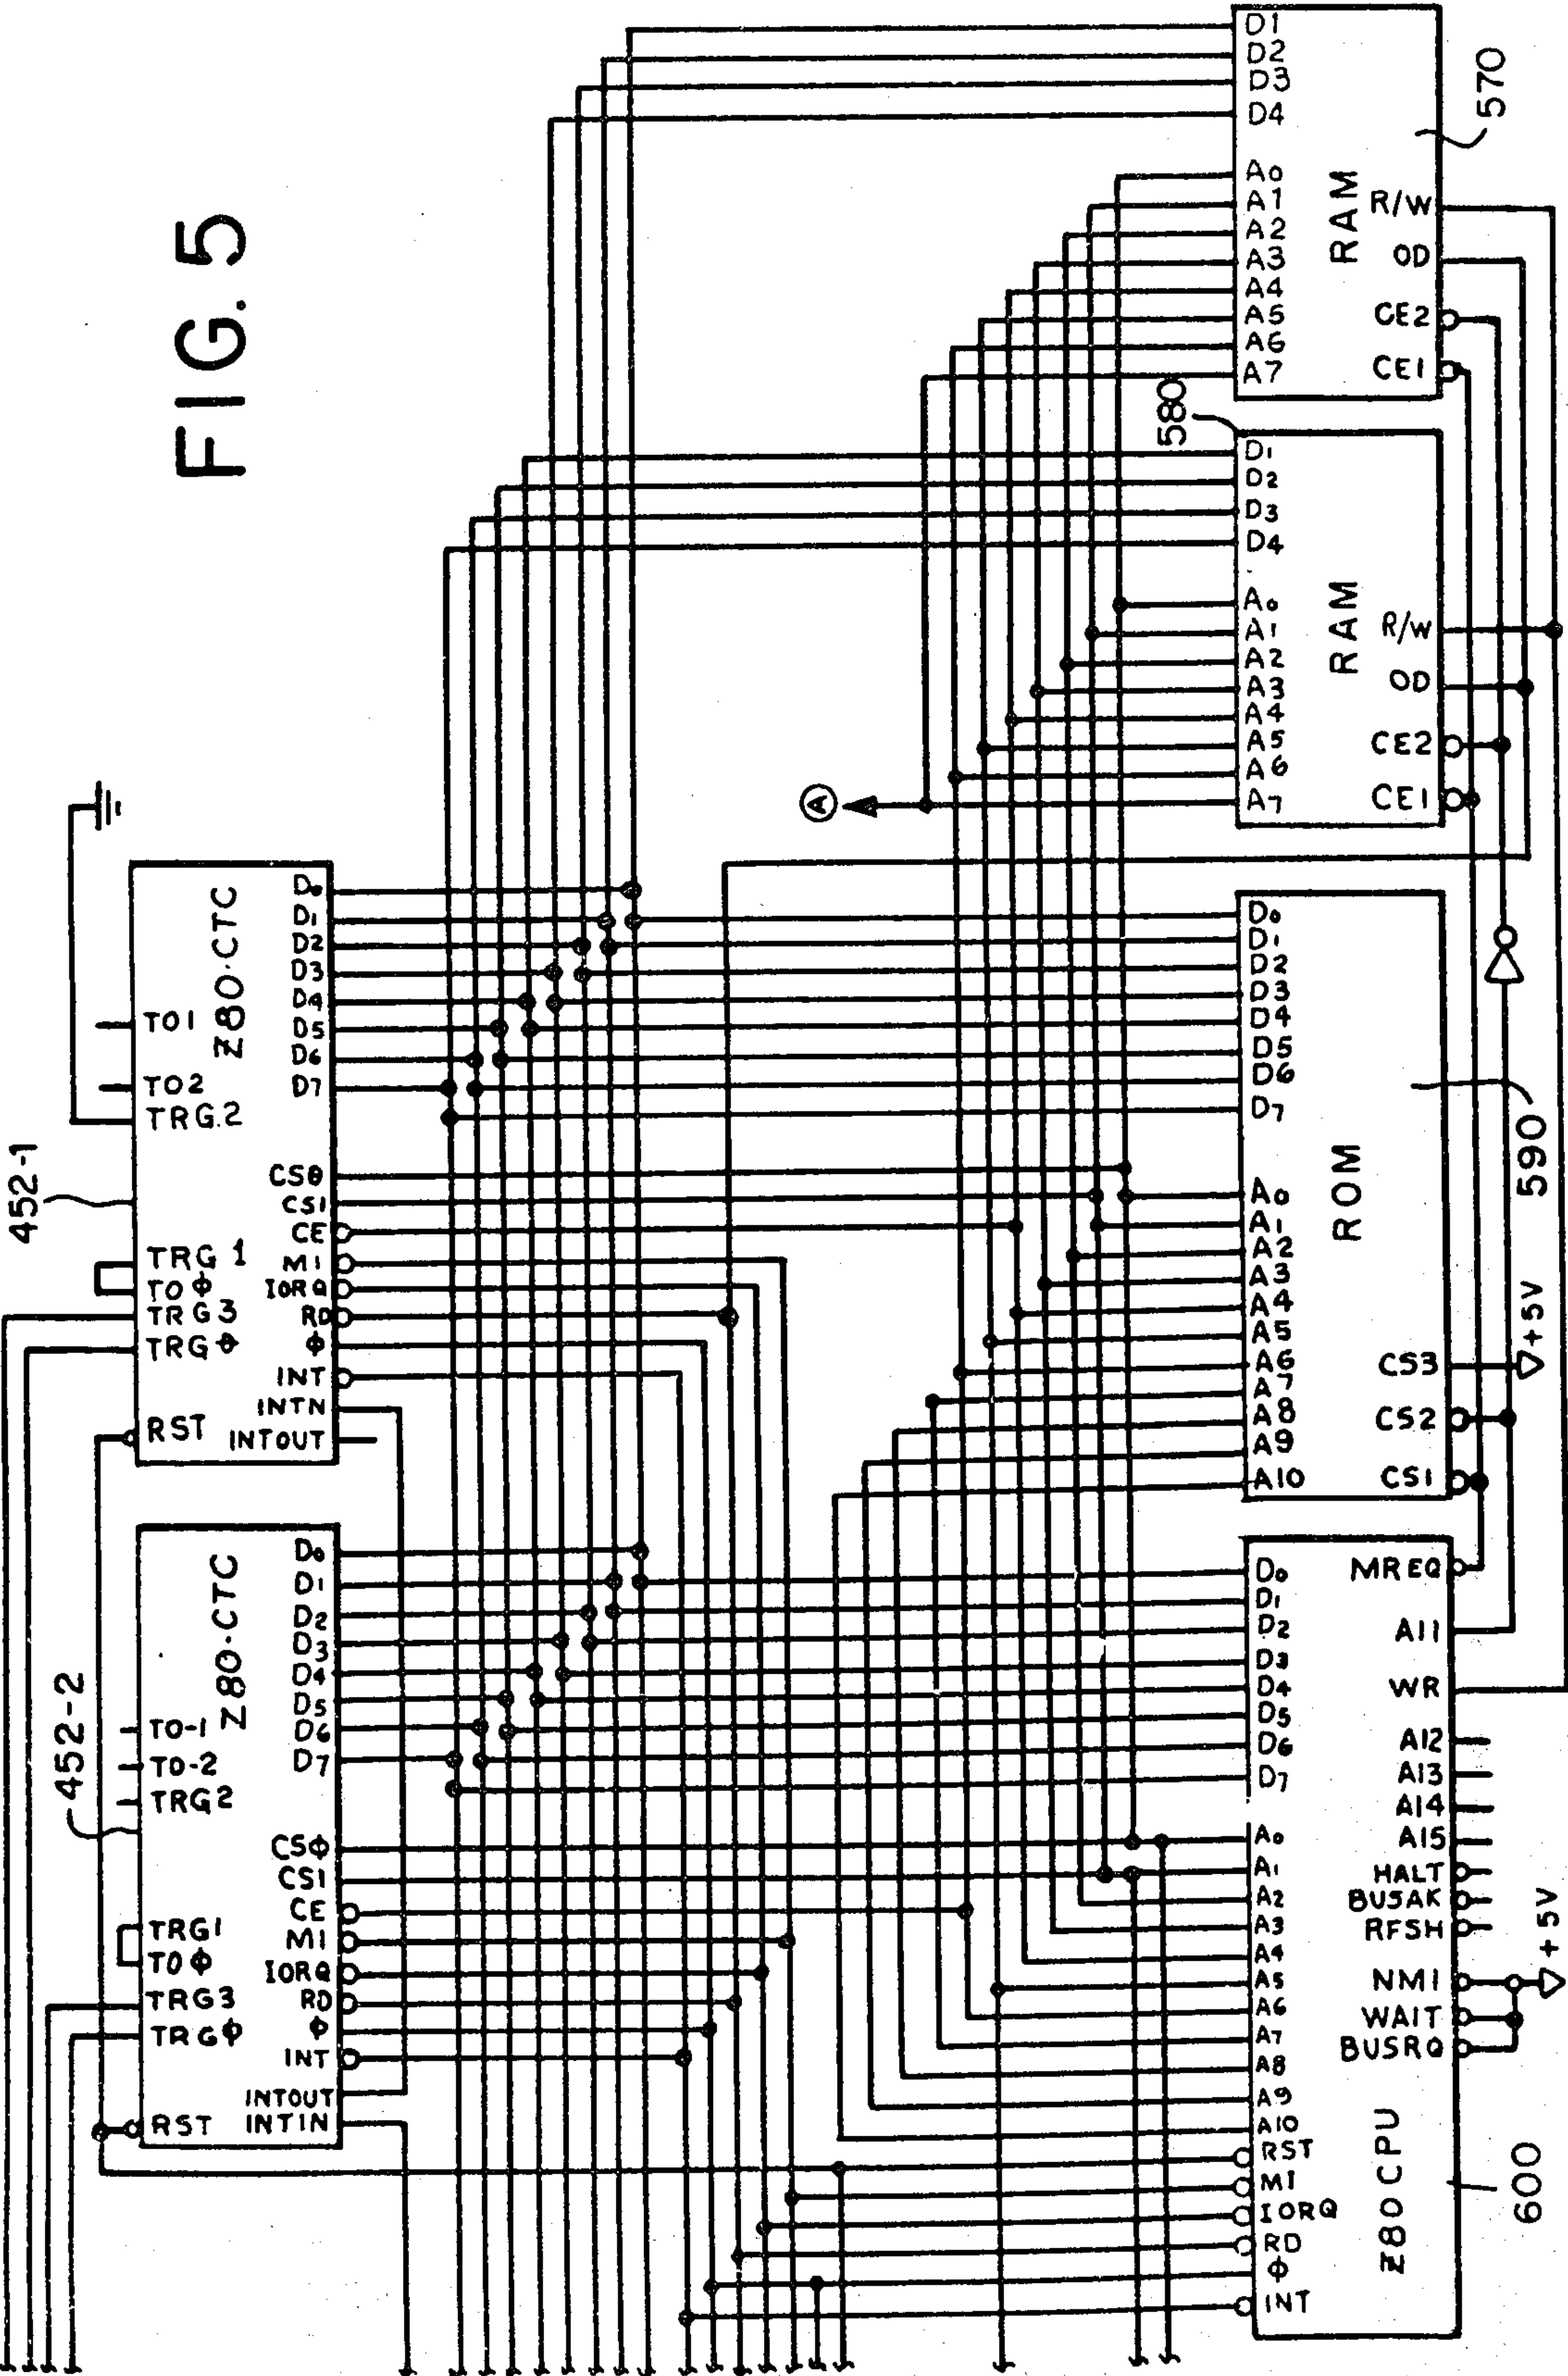 FIG. 5
D1
D2
D3
D4
A0
A1
A2
A3
A4
A5
A6
A7
RAM
R/W
OD
CE2
CE1
570
580
D1
D2
D3
D4
A0
A1
A2
A3
A4
A5
A6
A7
RAM
R/W
OD
CE2
CE1
A
452-1
Z80·CTC
TO1
TO2
TRG.2
TRG 1
TOΦ
TRG3
TRGΦ
RST
D0
D1
D2
D3
D4
D5
D6
D7
CSθ
CS1
CE
M1
IORQ
RD
Φ
INT
INTN
INTOUT
D0
D1
D2
D3
D4
D5
D6
D7
A0
A1
A2
A3
A4
A5
A6
A7
A8
A9
A10
ROM
CS3
CS2
CS1
+5V
590
452-2
Z80·CTC
TO-1
TO-2
TRG2
TRG1
TOΦ
TRG3
TRGΦ
RST
D0
D1
D2
D3
D4
D5
D6
D7
CSΦ
CS1
CE
M1
IORQ
RD
Φ
INT
INTOUT
INTIN
D0
D1
D2
D3
D4
D5
D6
D7
A0
A1
A2
A3
A4
A5
A6
A7
A8
A9
A10
RST
M1
IORQ
RD
Φ
INT
Z80CPU
MREQ
A11
WR
A12
A13
A14
A15
HALT
BUSAK
RFSH
NM1
WAIT
BUSRQ
+5V
600